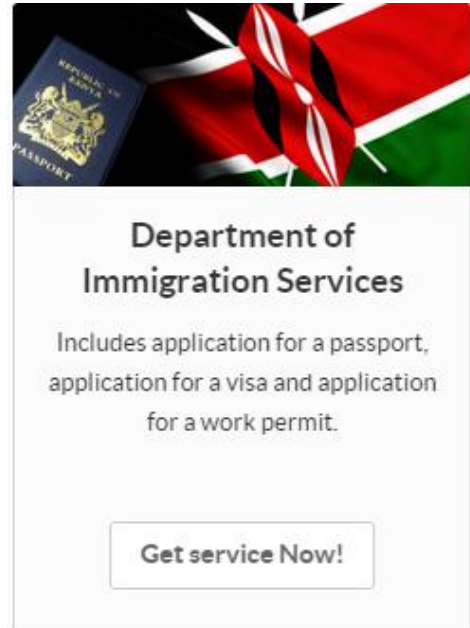 REPUBLIC OF
KENYA
PASSPORT
Department of
Immigration Services
Includes application for a passport,
application for a visa and application
for a work permit.
Get service Now!